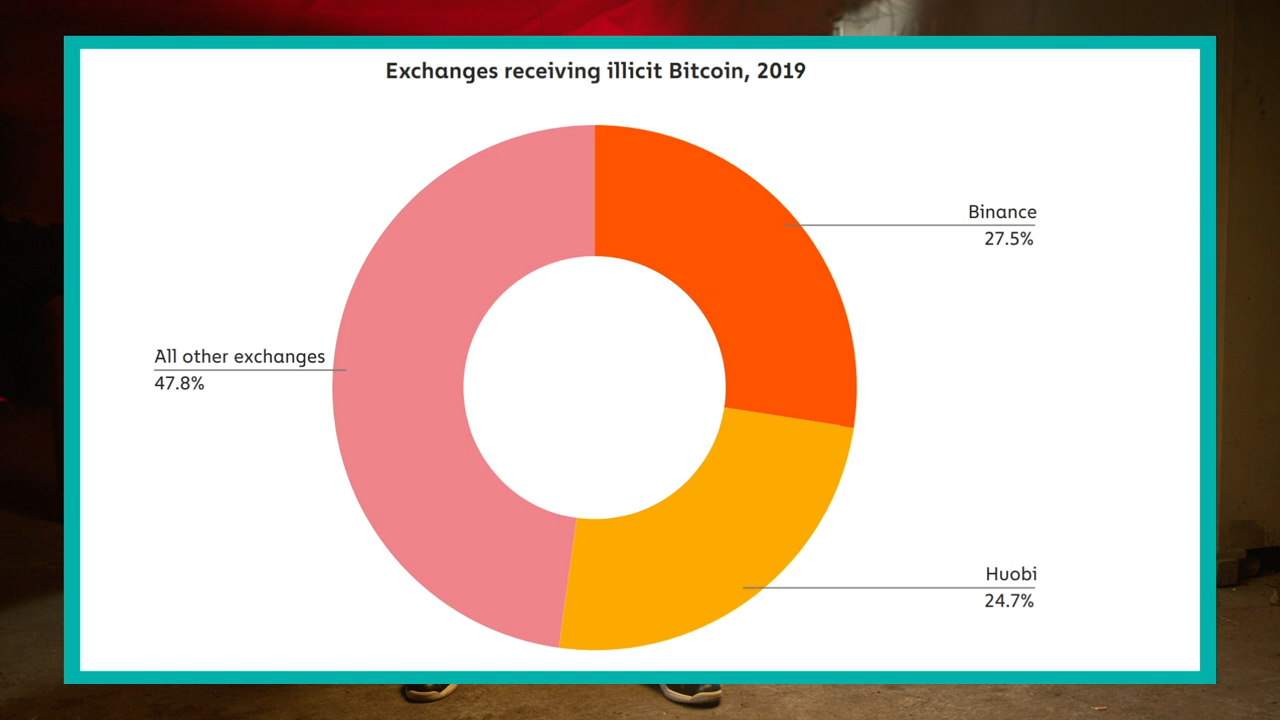 Exchanges receiving illicit Bitcoin, 2019
Binance
27.5%
All other exchanges
47.8%
Huobi
24.7%